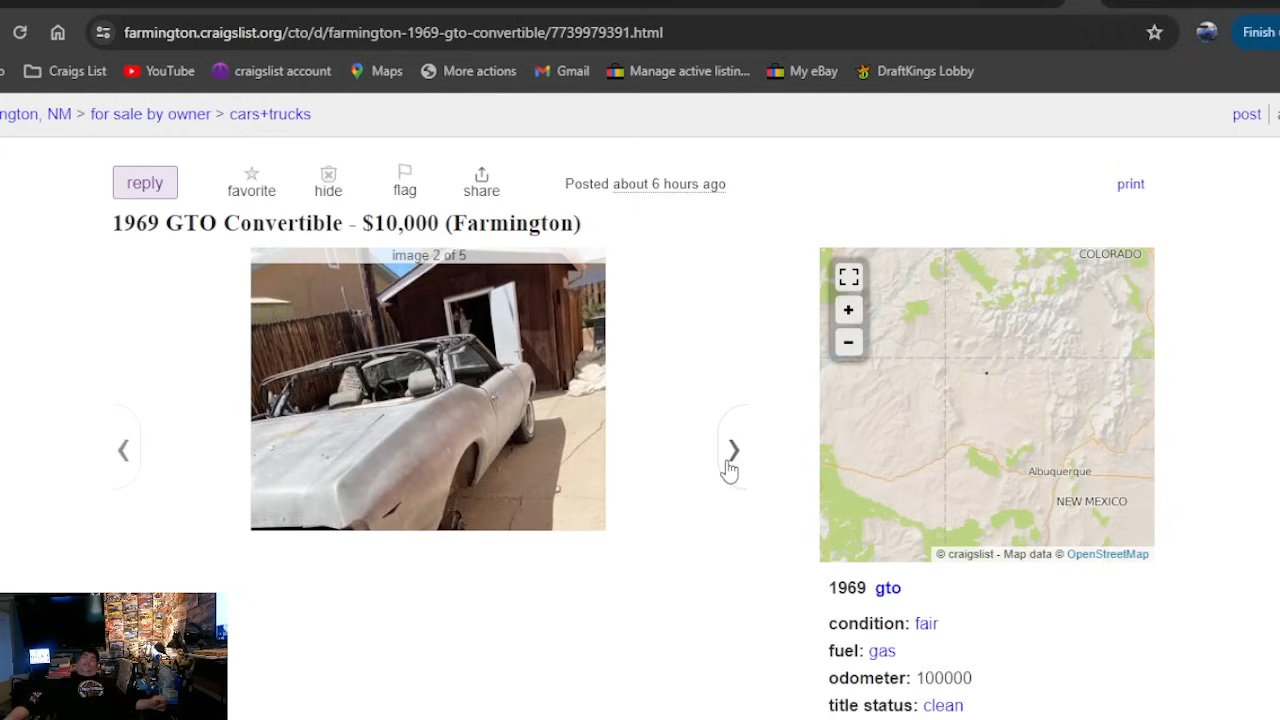 farmington.craigslist.org/cto/d/farmington-1969-gto-convertible/7739979391.html
Finish
Craigs List
YouTube
craigslist account
Maps
More actions
Gmail
Manage active listin...
My eBay
DraftKings Lobby
ngton, NM > for sale by owner > cars+trucks
post
reply
favorite
hide
flag
share
Posted about 6 hours ago
print
1969 GTO Convertible - $10,000 (Farmington)
image 2 of 5
COLORADO
+
−
Albuquerque
NEW MEXICO
© craigslist - Map data © OpenStreetMap
1969 gto
condition: fair
fuel: gas
odometer: 100000
title status: clean